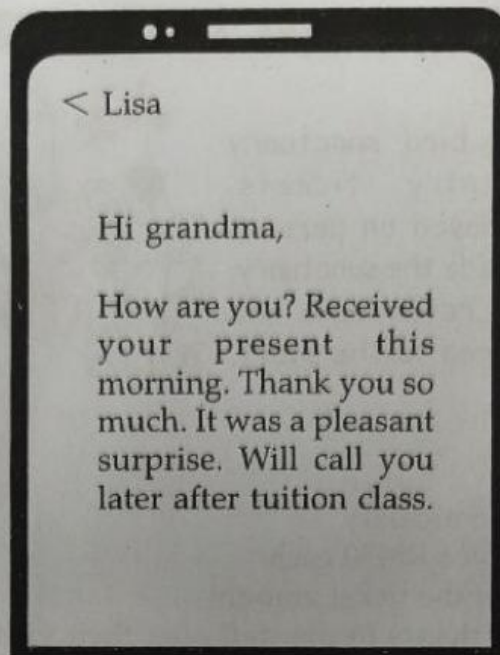 < Lisa
Hi grandma,
How are you? Received
your present this
morning. Thank you so
much. It was a pleasant
surprise. Will call you
later after tuition class.